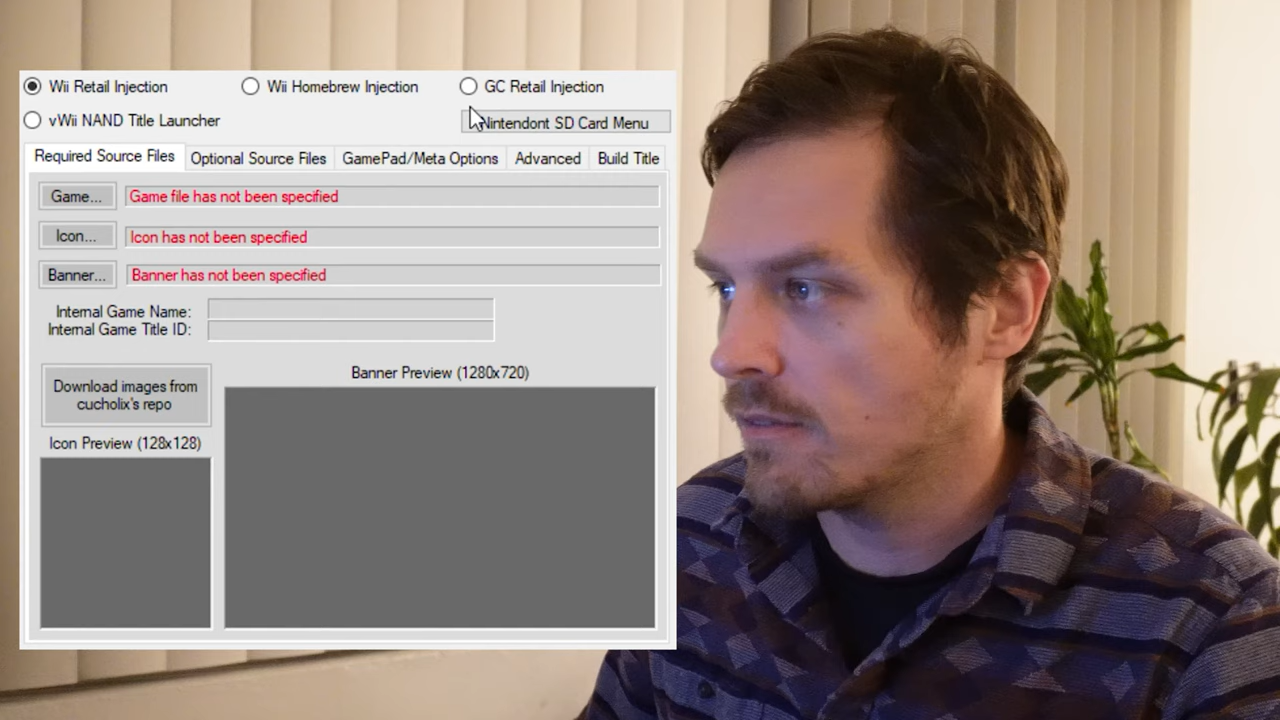 Wii Retail Injection
Wii Homebrew Injection
GC Retail Injection
vWii NAND Title Launcher
Nintendont SD Card Menu
Required Source Files
Optional Source Files
GamePad/Meta Options
Advanced
Build Title
Game...
Game file has not been specified
Icon...
Icon has not been specified
Banner...
Banner has not been specified
Internal Game Name:
Internal Game Title ID:
Download images from
cucholix's repo
Banner Preview (1280x720)
Icon Preview (128x128)